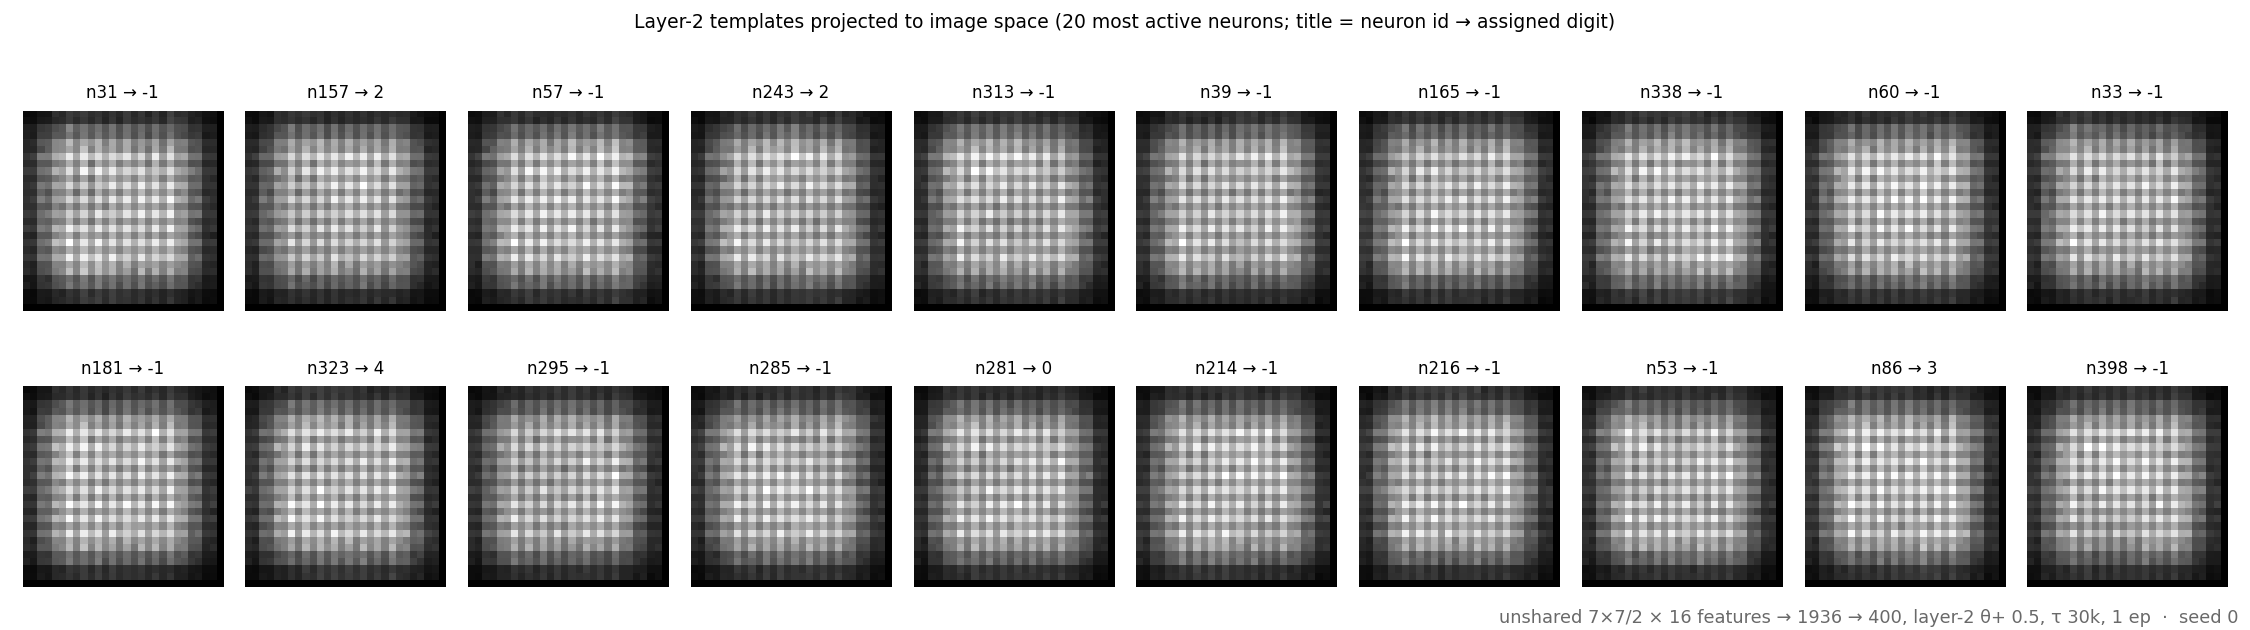 Layer-2 templates projected to image space (20 most active neurons; title = neuron id → assigned digit)
n31 → -1 n157 → 2 n57 → -1 n243 → 2 n313 → -1 n39 → -1 n165 → -1 n338 → -1 n60 → -1 n33 → -1
n181 → -1 n323 → 4 n295 → -1 n285 → -1 n281 → 0 n214 → -1 n216 → -1 n53 → -1 n86 → 3 n398 → -1
unshared 7×7/2 × 16 features → 1936 → 400, layer-2 θ+ 0.5, τ 30k, 1 ep · seed 0